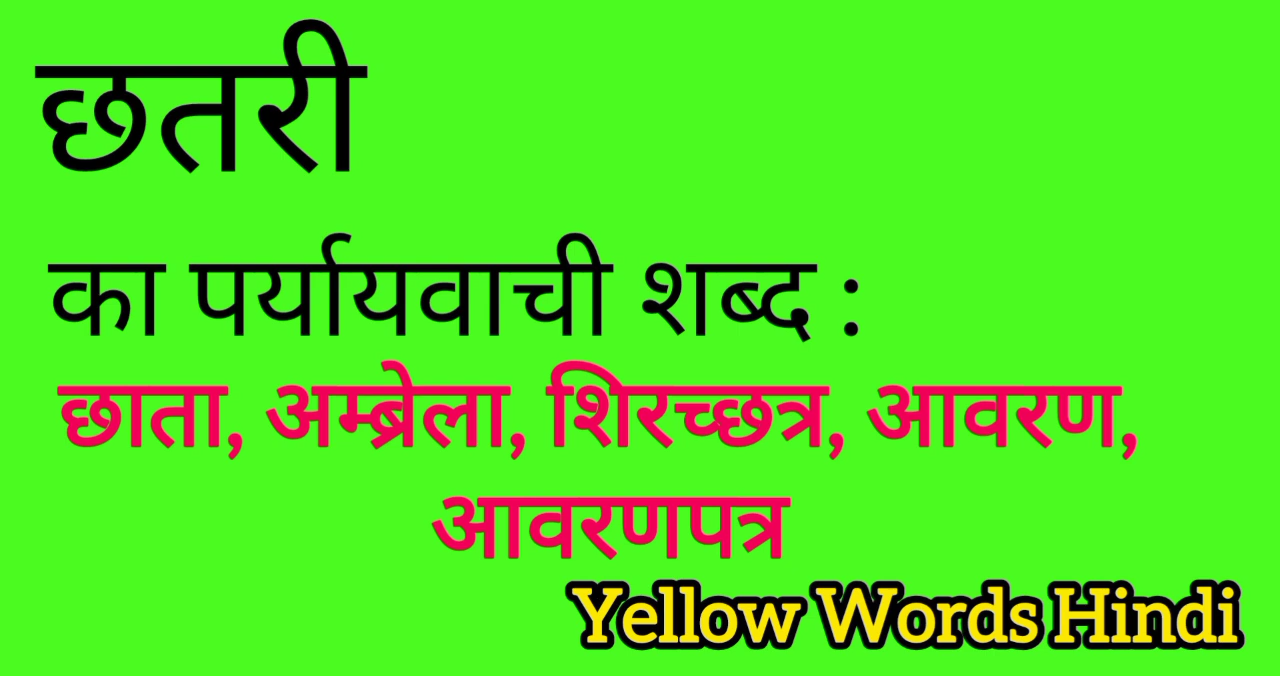 छतरी
का पर्यायवाची शब्द :
छाता, अम्ब्रेला, शिरच्छत्र, आवरण,
आवरणपत्र
Yellow Words Hindi